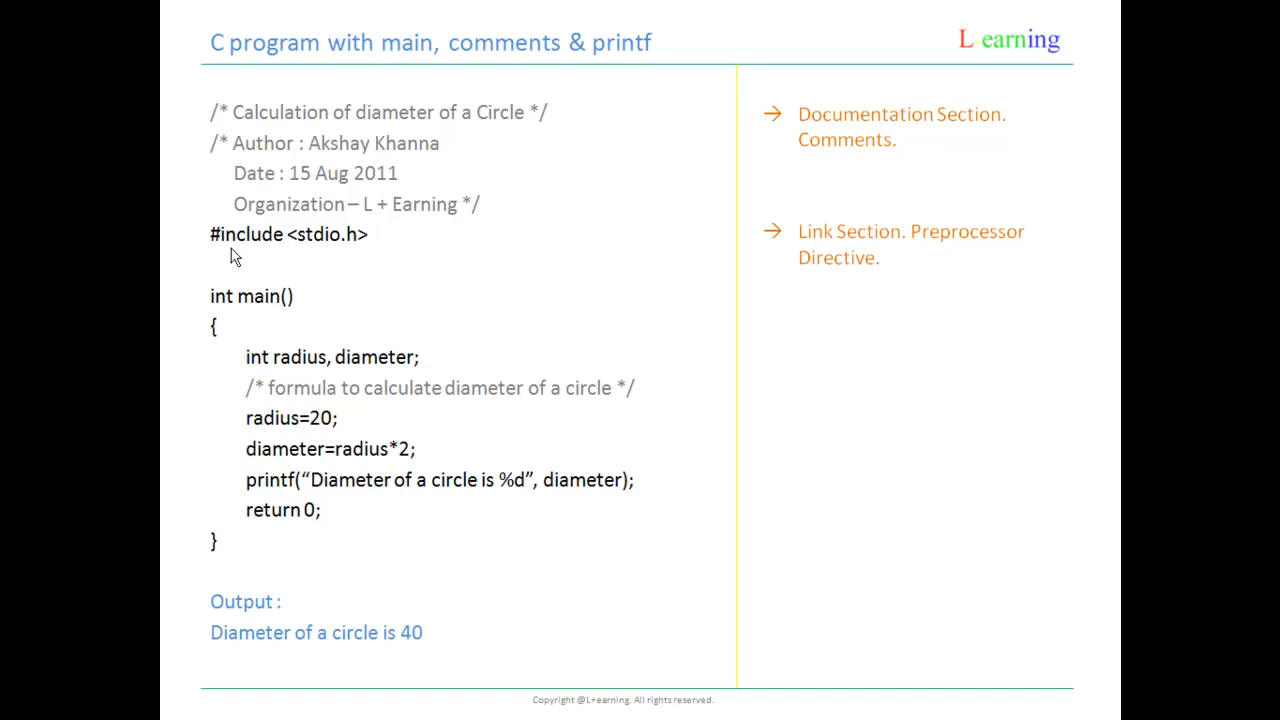 C program with main, comments & printf
L earning
/* Calculation of diameter of a Circle */
/* Author : Akshay Khanna
Date : 15 Aug 2011
Organization – L + Earning */
#include <stdio.h>
int main()
{
int radius, diameter;
/* formula to calculate diameter of a circle */
radius=20;
diameter=radius*2;
printf(“Diameter of a circle is %d”, diameter);
return 0;
}
Output :
Diameter of a circle is 40
→ Documentation Section.
Comments.
→ Link Section. Preprocessor
Directive.
Copyright @L+earning. All rights reserved.